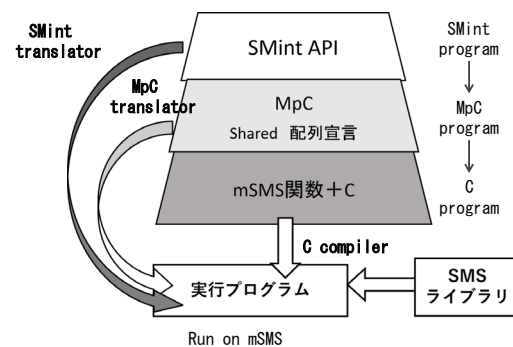 SMint
translator
SMint API
SMint
program
MpC
translator
MpC
Shared 配列宣言
MpC
program
mSMS関数＋C
C
program
C compiler
実行プログラム
SMS
ライブラリ
Run on mSMS